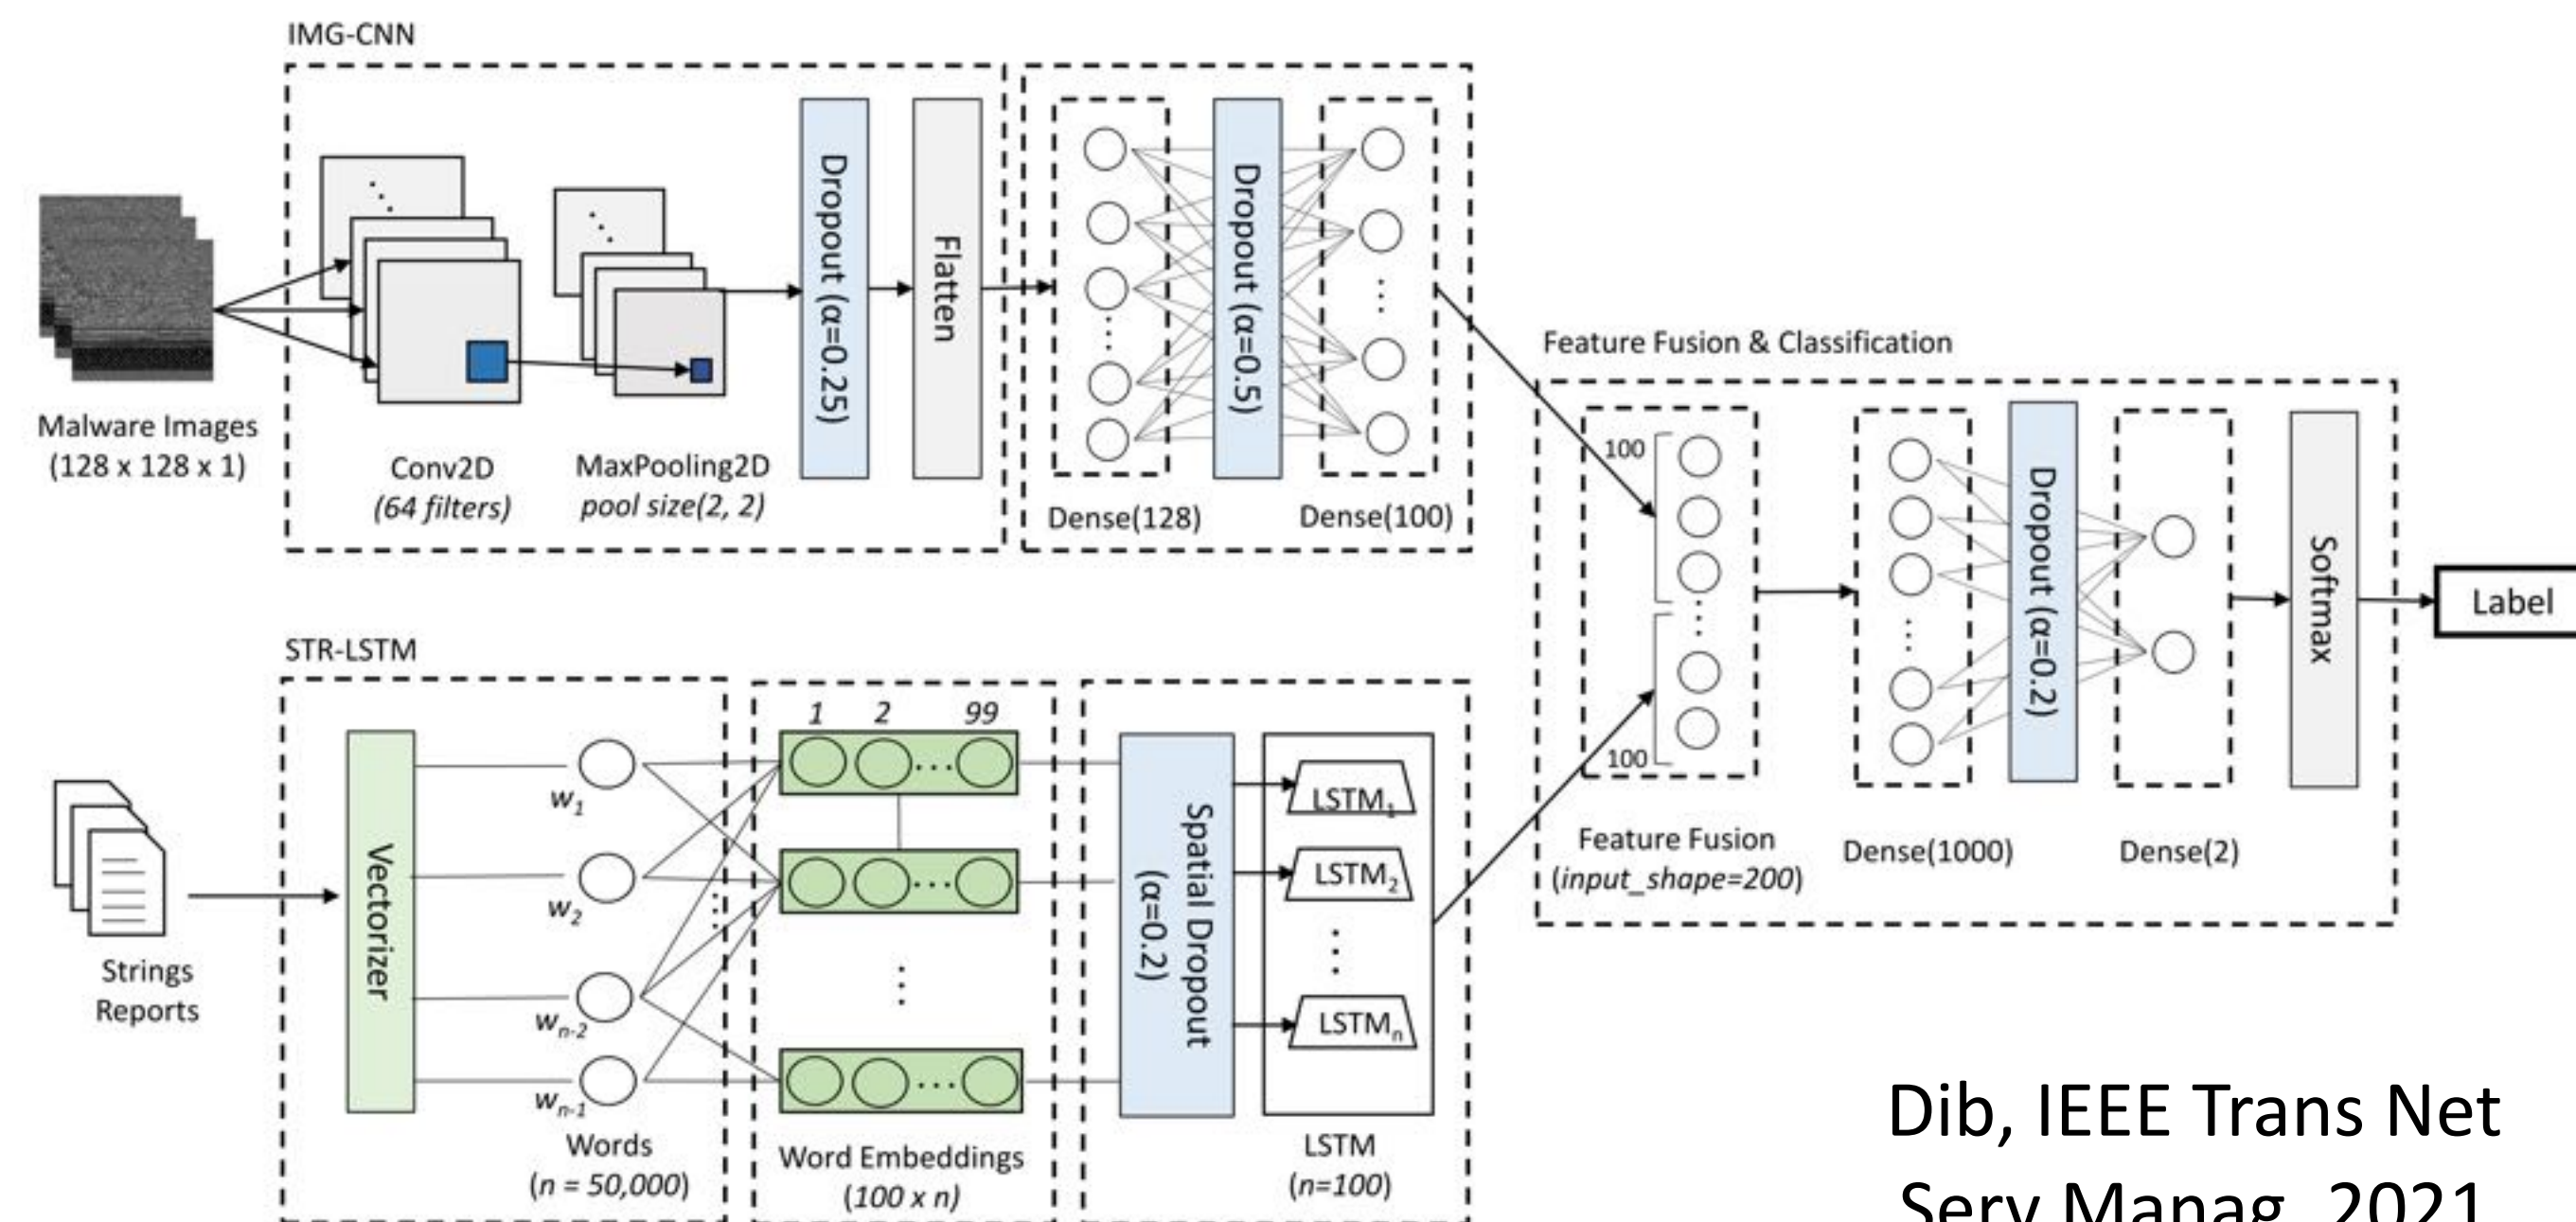 IMG-CNN
Malware Images
(128 x 128 x 1)
Conv2D
(64 filters)
MaxPooling2D
pool size(2, 2)
Dropout (α=0.25)
Flatten
Dense(128)
Dropout (α=0.5)
Dense(100)
STR-LSTM
Strings
Reports
Vectorizer
w1
w2
wn-2
wn-1
Words
(n = 50,000)
1 2 99
Word Embeddings
(100 x n)
Spatial Dropout
(α=0.2)
LSTM1
LSTM2
LSTMn
LSTM
(n=100)
Feature Fusion & Classification
100
100
Feature Fusion
(input_shape=200)
Dense(1000)
Dropout (α=0.2)
Dense(2)
Softmax
Label
Dib, IEEE Trans Net
Serv Manag, 2021